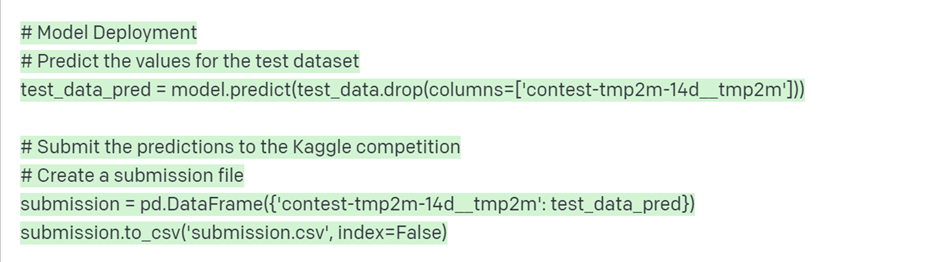 # Model Deployment
# Predict the values for the test dataset
test_data_pred = model.predict(test_data.drop(columns=['contest-tmp2m-14d__tmp2m']))
# Submit the predictions to the Kaggle competition
# Create a submission file
submission = pd.DataFrame({'contest-tmp2m-14d__tmp2m': test_data_pred})
submission.to_csv('submission.csv', index=False)